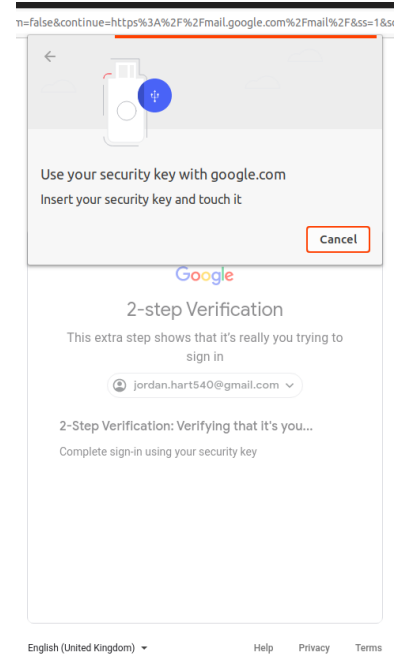 n=false&continue=https%3A%2F%2Fmail.google.com%2Fmail%2F&ss=1&s
Use your security key with google.com
Insert your security key and touch it
Cancel
Google
2-step Verification
This extra step shows that it's really you trying to
sign in
jordan.hart540@gmail.com
2-Step Verification: Verifying that it's you...
Complete sign-in using your security key
English (United Kingdom)
Help Privacy Terms